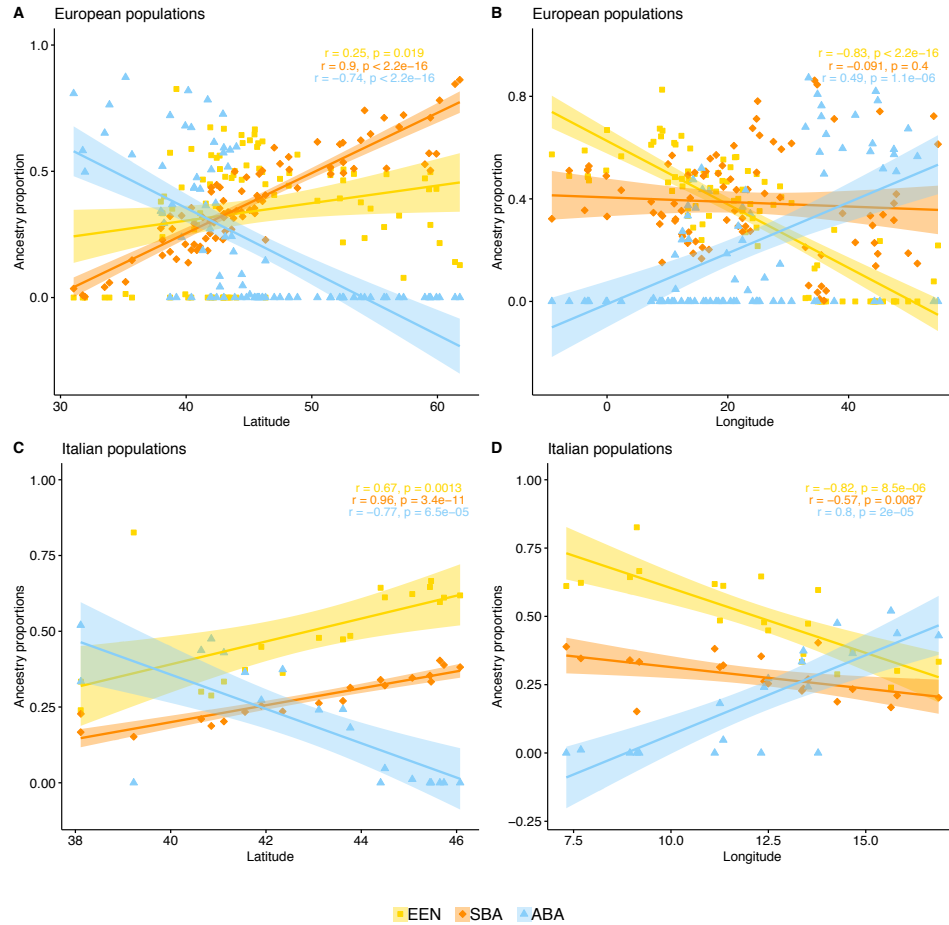 A European populations
r = 0.25, p = 0.019
r = 0.9, p < 2.2e−16
r = −0.74, p < 2.2e−16
1.0
0.5
0.0
Ancestry proportion
30 40 50 60
Latitude
B European populations
r = −0.83, p < 2.2e−16
r = −0.091, p = 0.4
r = 0.49, p = 1.1e−06
0.8
0.4
0.0
Ancestry proportion
0 20 40
Longitude
C Italian populations
r = 0.67, p = 0.0013
r = 0.96, p = 3.4e−11
r = −0.77, p = 6.5e−05
1.00
0.75
0.50
0.25
0.00
Ancestry proportions
38 40 42 44 46
Latitude
D Italian populations
r = −0.82, p = 8.5e−06
r = −0.57, p = 0.0087
r = 0.8, p = 2e−05
1.00
0.75
0.50
0.25
0.00
−0.25
Ancestry proportions
7.5 10.0 12.5 15.0
Longitude
EEN SBA ABA